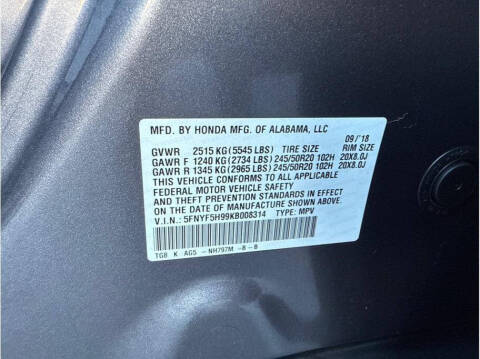 MFD. BY HONDA MFG. OF ALABAMA, LLC 09/'18
GVWR 2515 KG (5545 LBS) TIRE SIZE RIM SIZE
GAWR F 1240 KG (2734 LBS) 245/50R20 102H 20X8.0J
GAWR R 1345 KG (2965 LBS) 245/50R20 102H 20X8.0J
THIS VEHICLE CONFORMS TO ALL APPLICABLE
FEDERAL MOTOR VEHICLE SAFETY
AND THEFT PREVENTION STANDARDS IN EFFECT
ON THE DATE OF MANUFACTURE SHOWN ABOVE.
V.I.N.: 5FNYF5H99KB008314 TYPE: MPV
TG8 K AG5 -NH797M -B-B